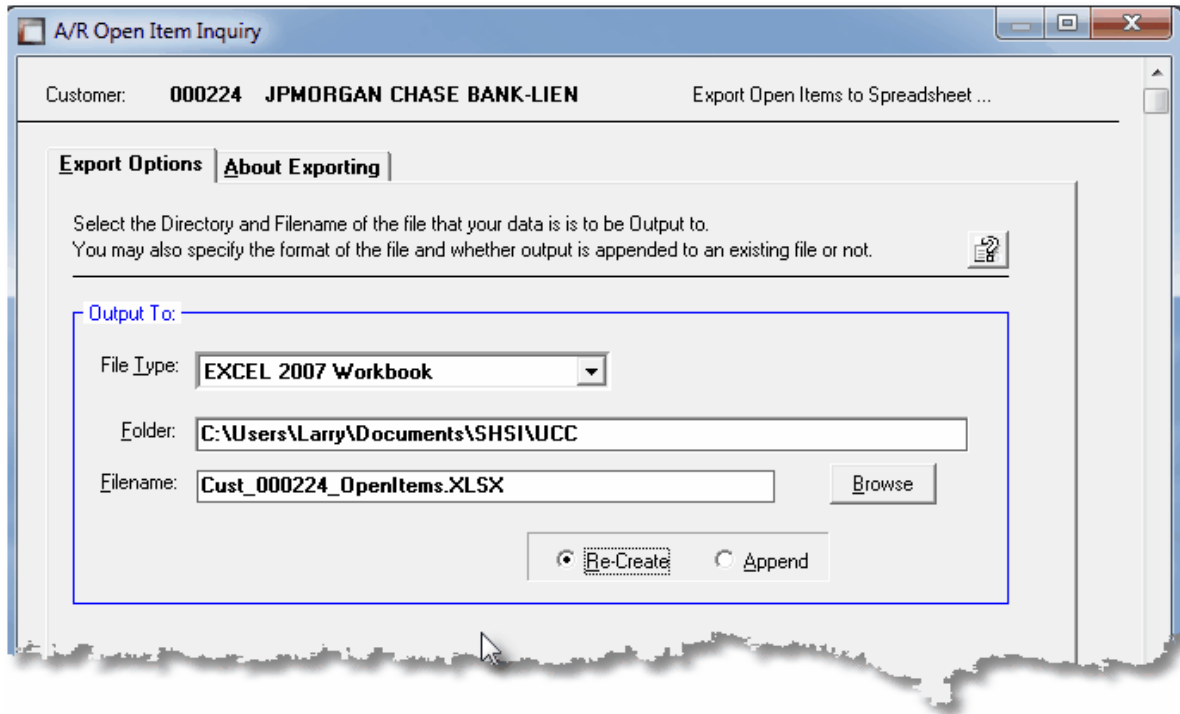 A/R Open Item Inquiry
Customer: 000224 JPMORGAN CHASE BANK-LIEN Export Open Items to Spreadsheet ...
Export Options About Exporting
Select the Directory and Filename of the file that your data is is to be Output to.
You may also specify the format of the file and whether output is appended to an existing file or not.
Output To:
File Type: EXCEL 2007 Workbook
Folder: C:\Users\Larry\Documents\SHSI\UCC
Filename: Cust_000224_OpenItems.XLSX Browse
Re-Create Append